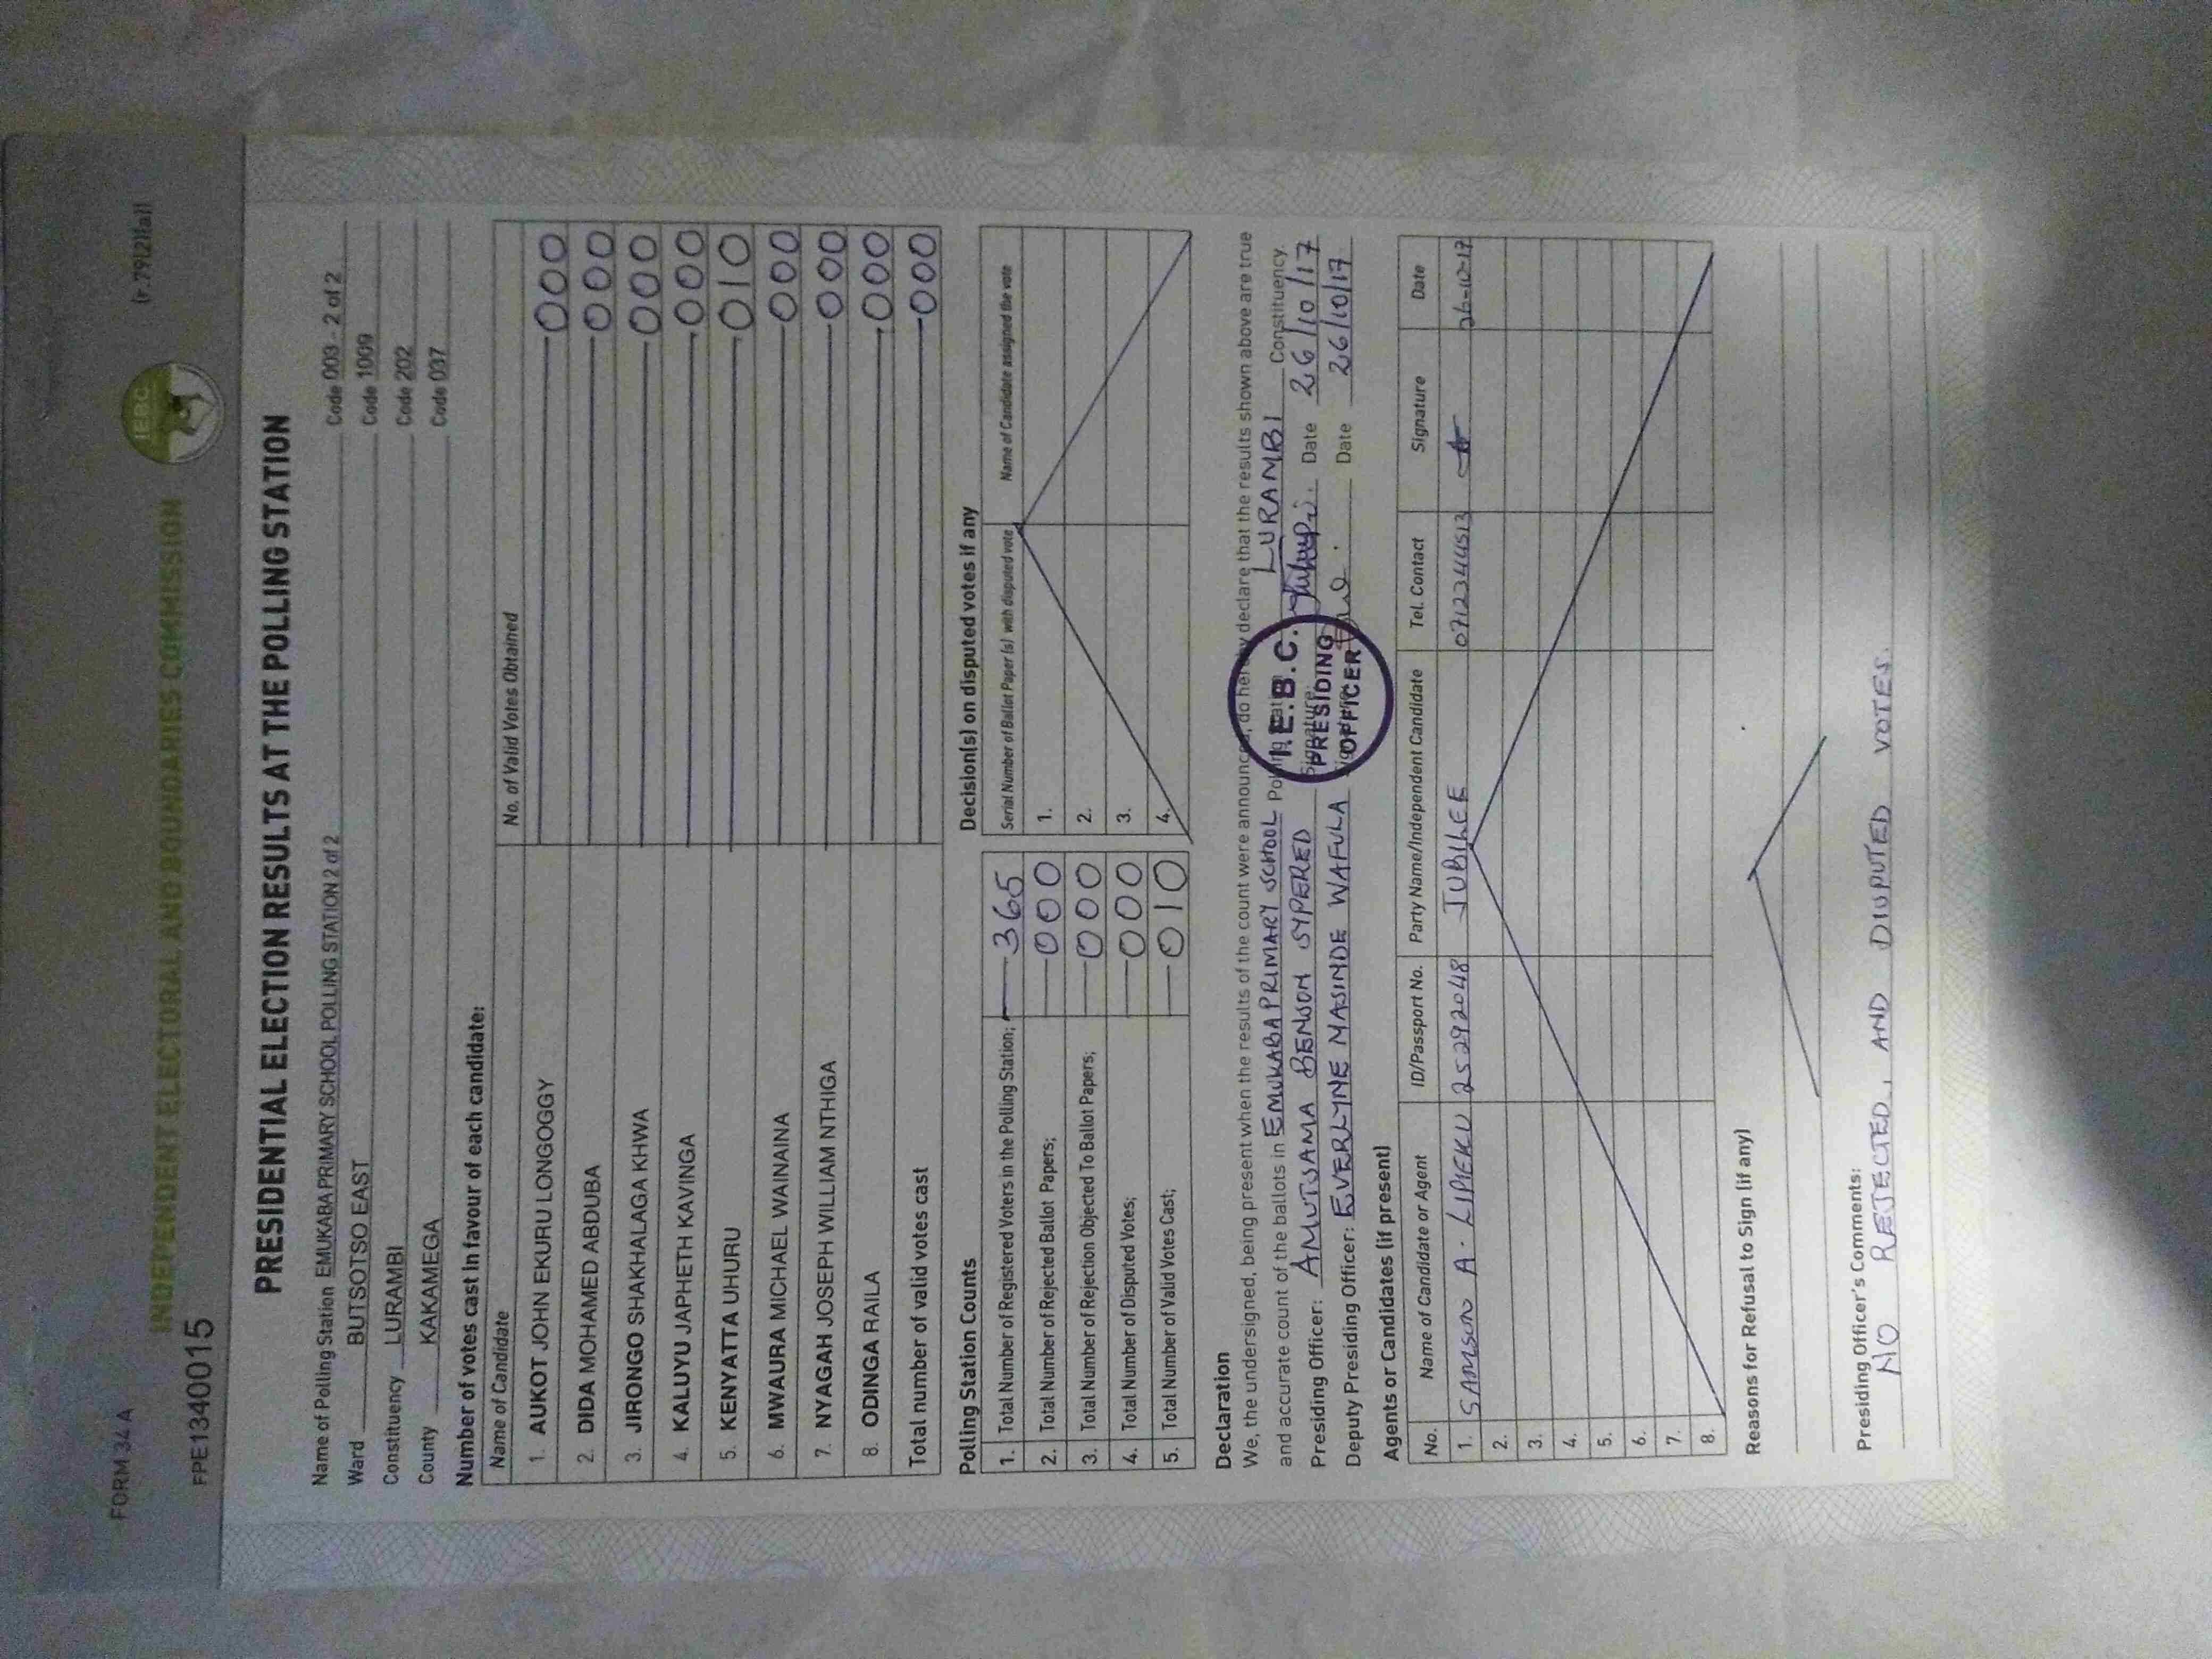 FORM 34 A
(r.79(2)(a))
INDEPENDENT ELECTORAL AND BOUNDARIES COMMISSION
IEBC
FPE1340015
PRESIDENTIAL ELECTION RESULTS AT THE POLLING STATION
Name of Polling Station EMUKABA PRIMARY SCHOOL POLLING STATION 2 of 2 Code 003 - 2 of 2
Ward BUTSOTSO EAST Code 1009
Constituency LURAMBI Code 202
County KAKAMEGA Code 037
Number of votes cast in favour of each candidate:
Name of Candidate No. of Valid Votes Obtained
1. AUKOT JOHN EKURU LONGOGGY 000
2. DIDA MOHAMED ABDUBA 000
3. JIRONGO SHAKHALAGA KHWA 000
4. KALUYU JAPHETH KAVINGA 000
5. KENYATTA UHURU 010
6. MWAURA MICHAEL WAINAINA 000
7. NYAGAH JOSEPH WILLIAM NTHIGA 000
8. ODINGA RAILA 000
Total number of valid votes cast 000
Polling Station Counts
1. Total Number of Registered Voters in the Polling Station; 365
2. Total Number of Rejected Ballot Papers; 000
3. Total Number of Rejection Objected To Ballot Papers; 000
4. Total Number of Disputed Votes; 000
5. Total Number of Valid Votes Cast; 010
Decision(s) on disputed votes if any
Serial Number of Ballot Paper (s) with disputed vote Name of Candidate assigned the vote
1.
2.
3.
4.
Declaration
We, the undersigned, being present when the results of the count were announced, do hereby declare that the results shown above are true
and accurate count of the ballots in EMUKABA PRIMARY SCHOOL Polling Station LURAMBI Constituency.
Presiding Officer: AMUTSAMA BENSON SYPERED Signature: Date 26/10/17
Deputy Presiding Officer: EVERLYNE MASINDE WAFULA Signature: Date 26/10/17
I.E.B.C.
PRESIDING
OFFICER
Agents or Candidates (if present)
No. Name of Candidate or Agent ID/Passport No. Party Name/Independent Candidate Tel. Contact Signature Date
1. SAMSON A. LIPIEKU 25292048 JUBILEE 0712244513 26-10-17
2.
3.
4.
5.
6.
7.
8.
Reasons for Refusal to Sign (if any)
Presiding Officer's Comments:
NO REJECTED, AND DIUPUTED VOTES.